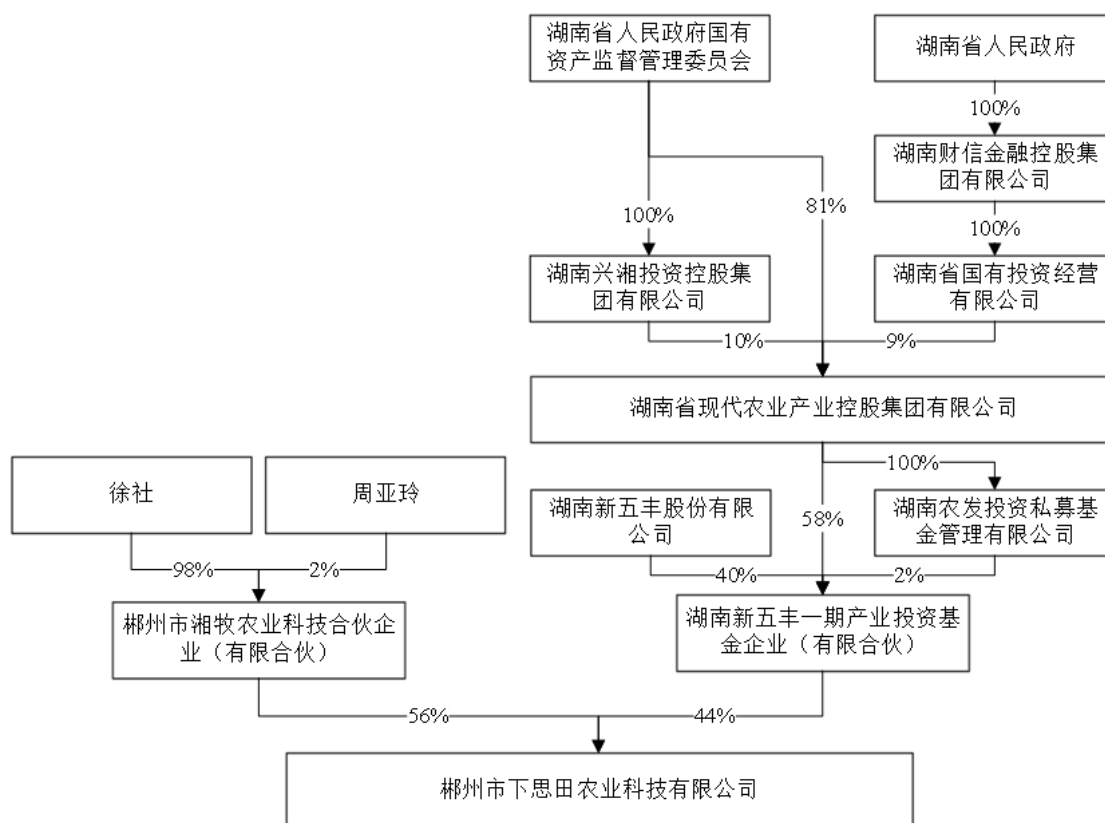 湖南省人民政府国有
资产监督管理委员会
湖南省人民政府
100%
湖南财信金融控股集
团有限公司
100%
81%
100%
湖南兴湘投资控股集
团有限公司
湖南省国有投资经营
有限公司
10%
9%
湖南省现代农业产业控股集团有限公司
100%
徐社
周亚玲
湖南新五丰股份有限
公司
58%
湖南农发投资私募基
金管理有限公司
98%
2%
40%
2%
郴州市湘牧农业科技合伙企
业（有限合伙）
湖南新五丰一期产业投资基
金企业（有限合伙）
56%
44%
郴州市下思田农业科技有限公司